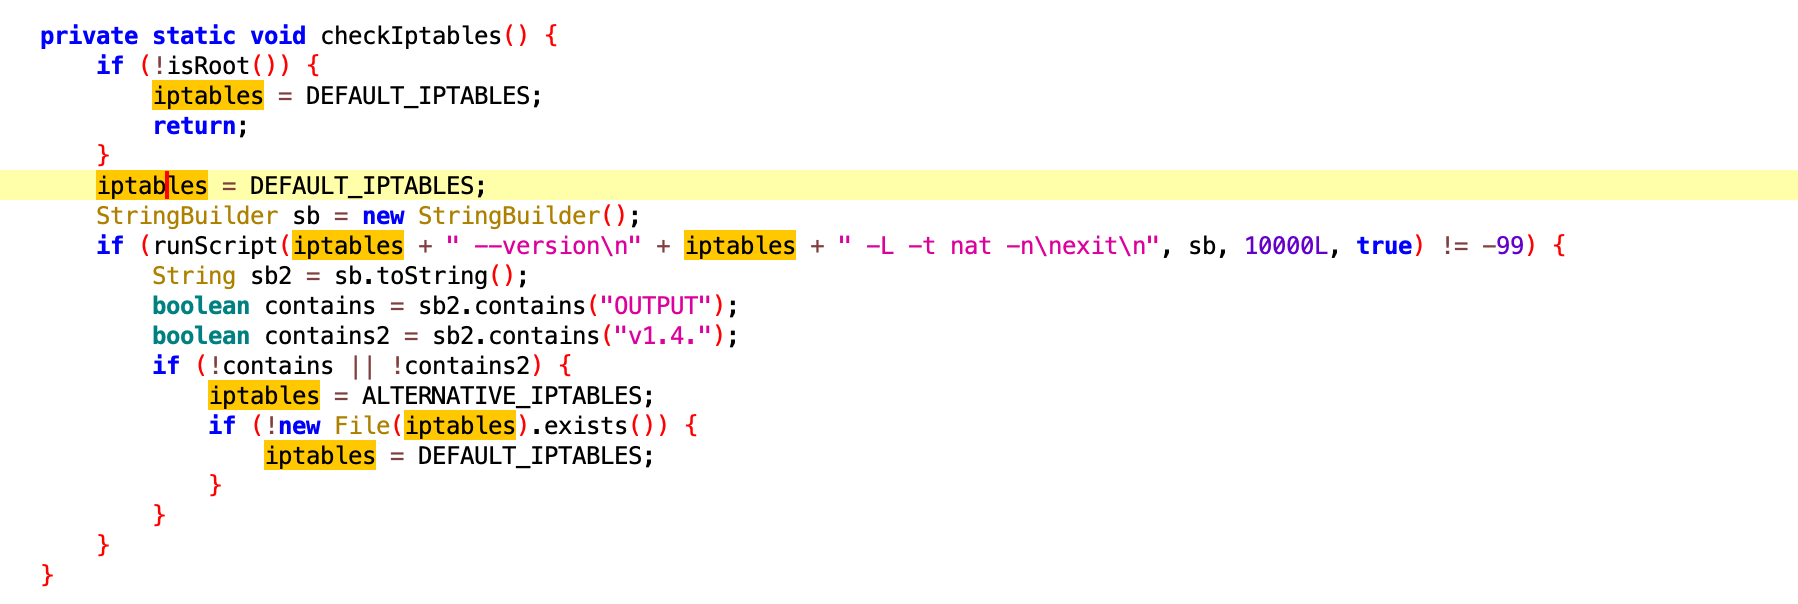 private static void checkIptables() {
    if (!isRoot()) {
        iptables = DEFAULT_IPTABLES;
        return;
    }
    iptables = DEFAULT_IPTABLES;
    StringBuilder sb = new StringBuilder();
    if (runScript(iptables + " --version\n" + iptables + " -L -t nat -n\nexit\n", sb, 10000L, true) != -99) {
        String sb2 = sb.toString();
        boolean contains = sb2.contains("OUTPUT");
        boolean contains2 = sb2.contains("v1.4.");
        if (!contains || !contains2) {
            iptables = ALTERNATIVE_IPTABLES;
            if (!new File(iptables).exists()) {
                iptables = DEFAULT_IPTABLES;
            }
        }
    }
}